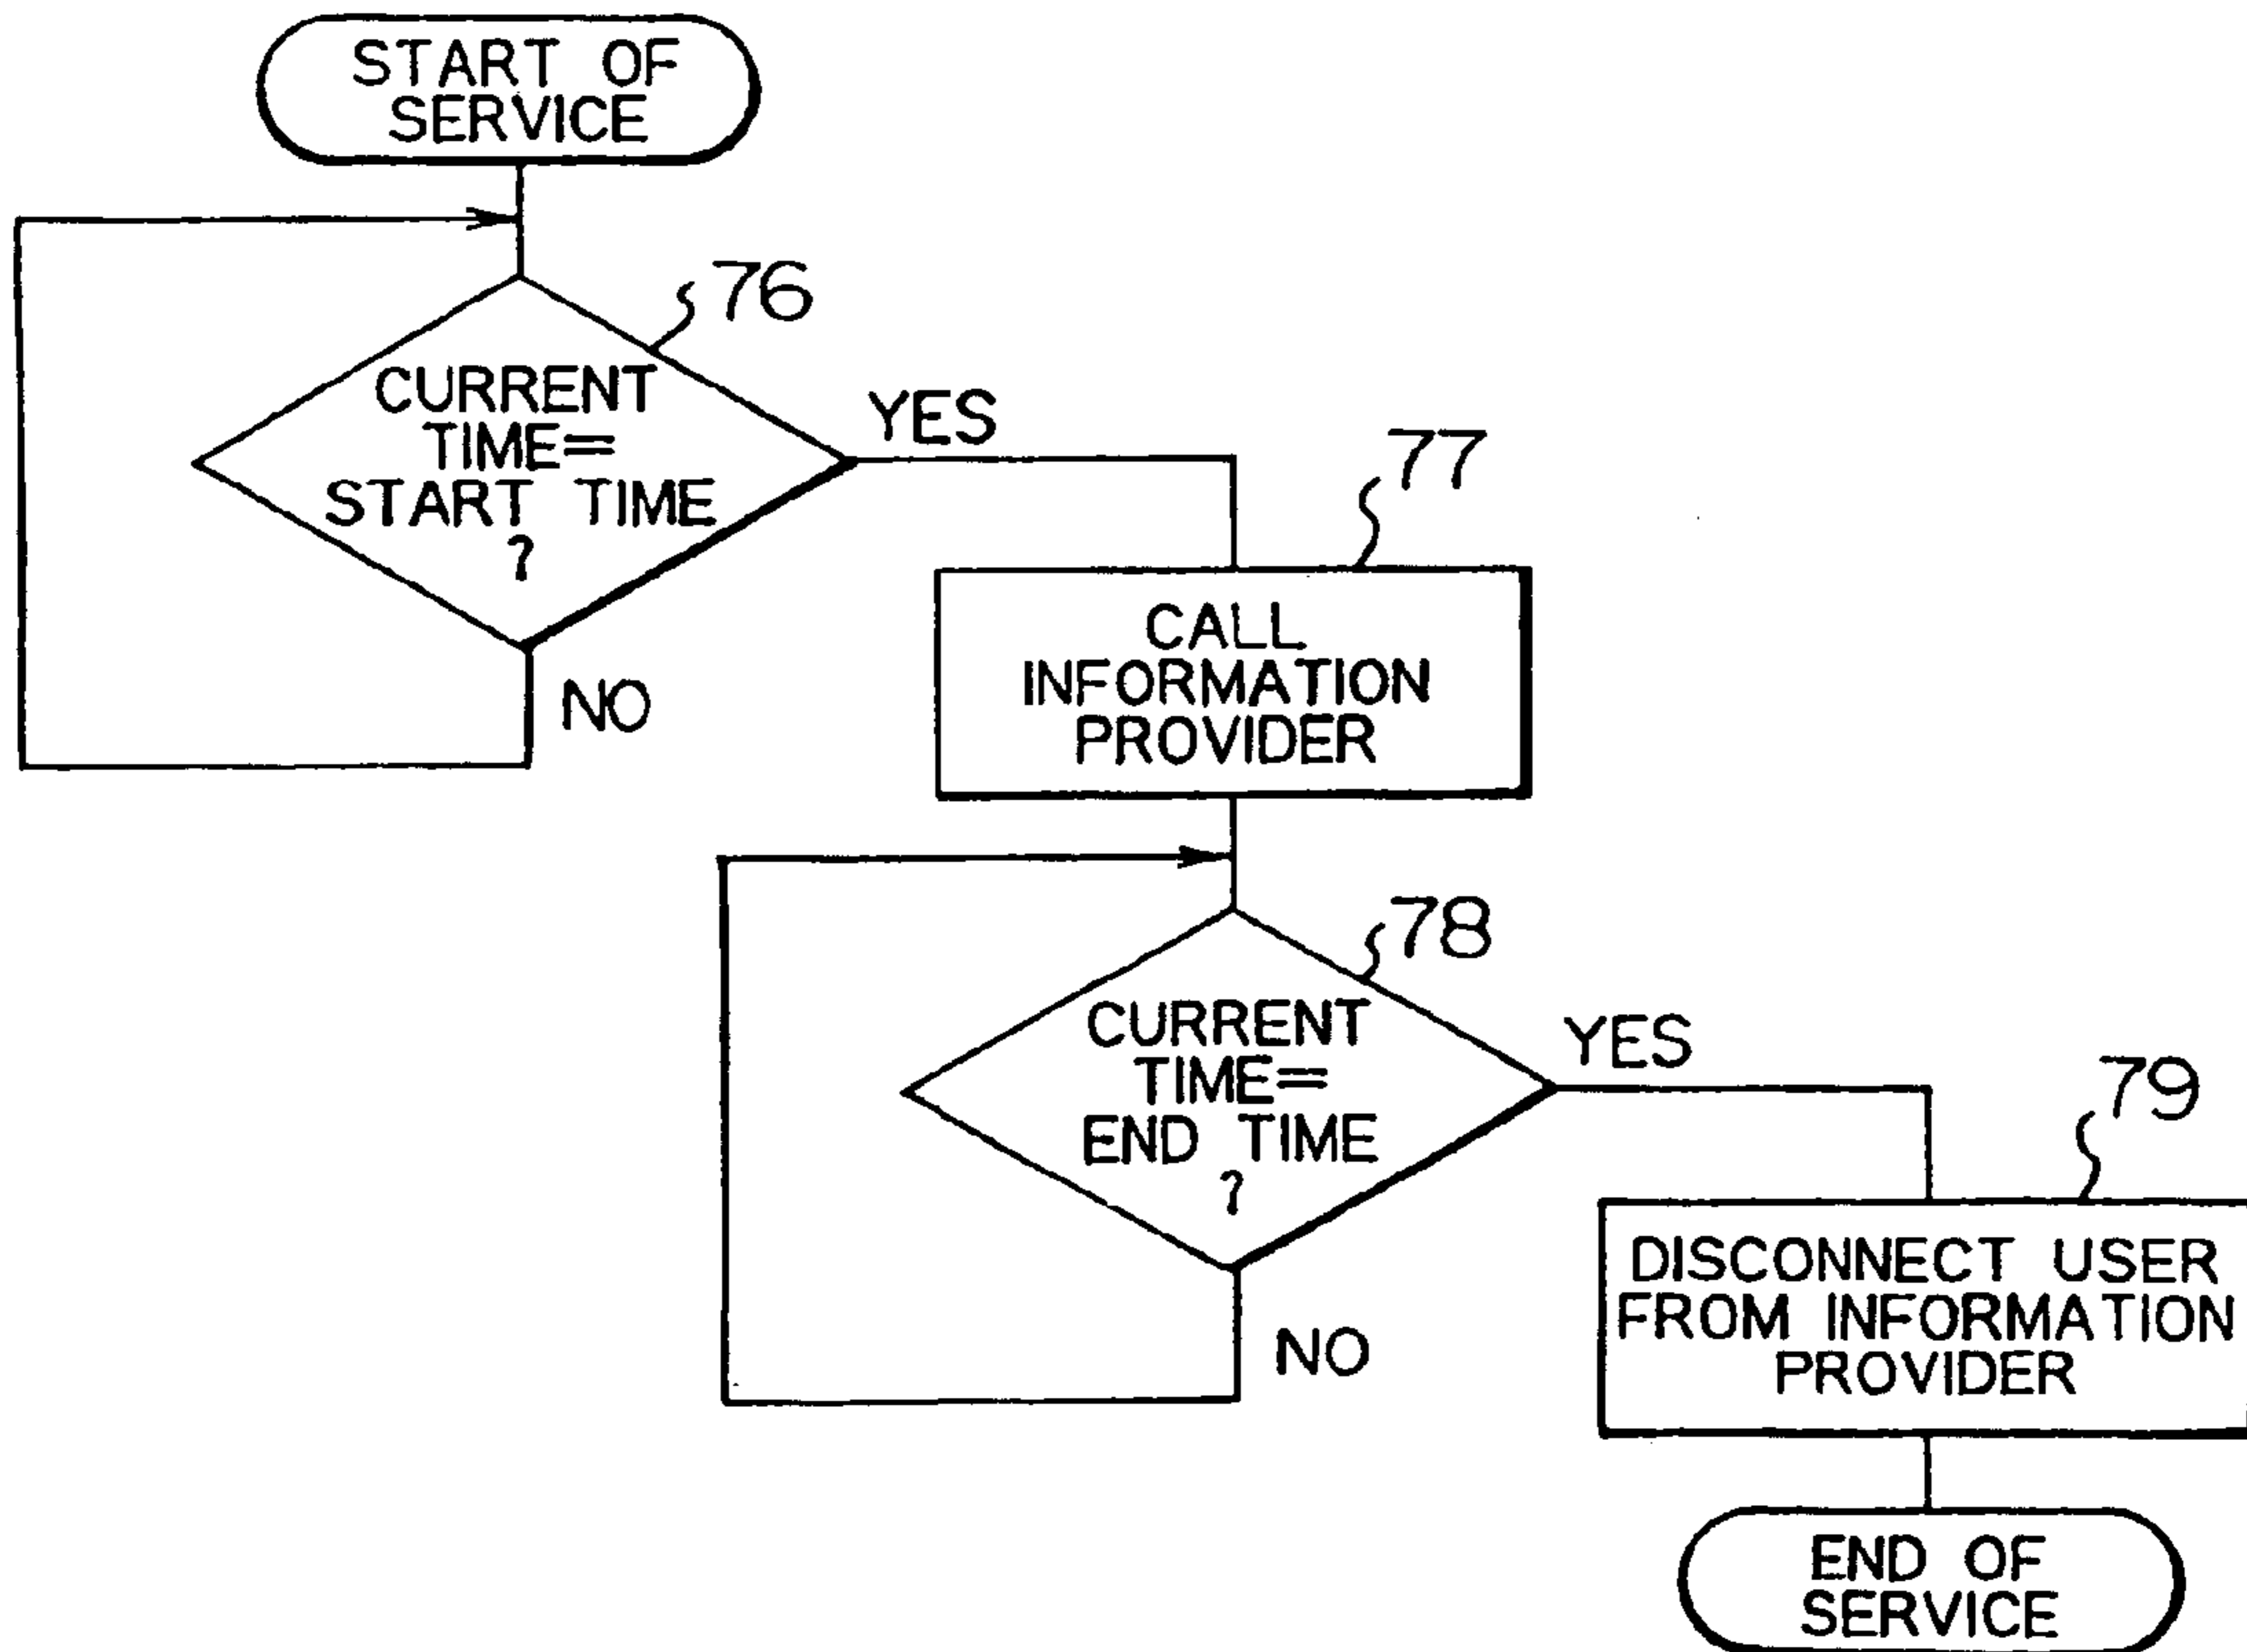 START OF
SERVICE
76
CURRENT
TIME=
START TIME
?
YES
NO
77
CALL
INFORMATION
PROVIDER
78
CURRENT
TIME=
END TIME
?
YES
NO
79
DISCONNECT USER
FROM INFORMATION
PROVIDER
END OF
SERVICE